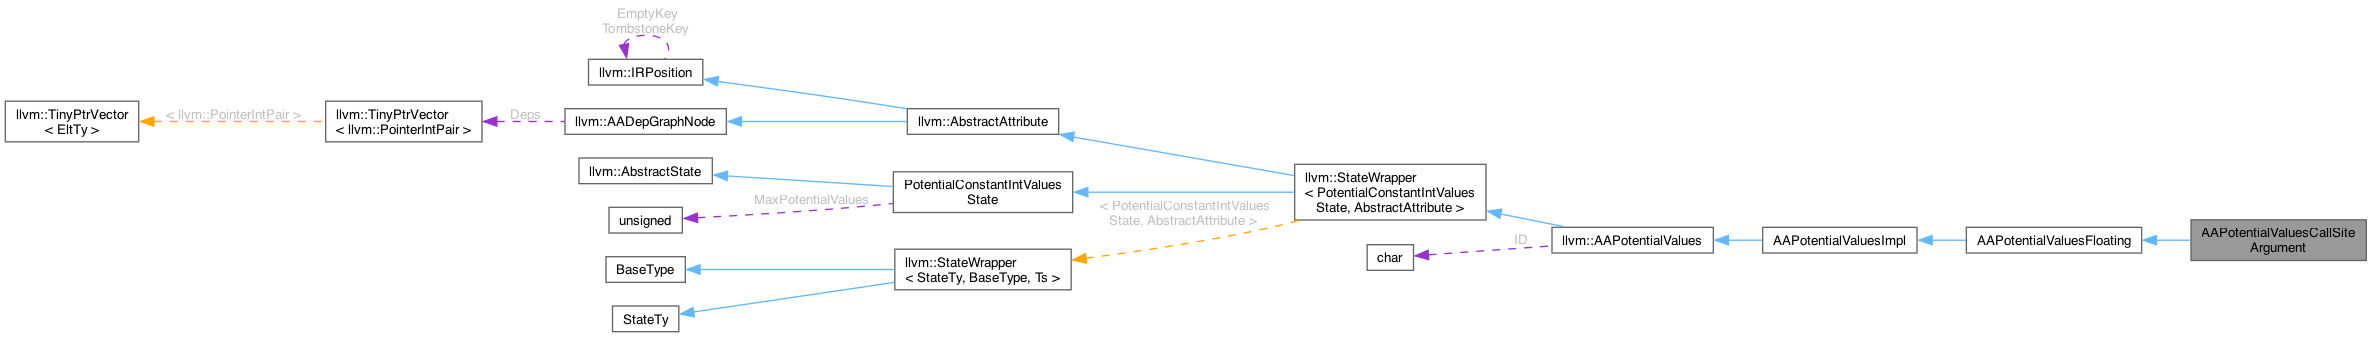 EmptyKey
TombstoneKey
llvm::IRPosition
llvm::TinyPtrVector
< EltTy >
< llvm::PointerIntPair >
llvm::TinyPtrVector
< llvm::PointerIntPair >
Deps
llvm::AADepGraphNode
llvm::AbstractAttribute
llvm::AbstractState
PotentialConstantIntValues
State
MaxPotentialValues
unsigned
llvm::StateWrapper
< PotentialConstantIntValues
State, AbstractAttribute >
< PotentialConstantIntValues
State, AbstractAttribute >
llvm::StateWrapper
< StateTy, BaseType, Ts >
BaseType
StateTy
ID
char
llvm::AAPotentialValues
AAPotentialValuesImpl
AAPotentialValuesFloating
AAPotentialValuesCallSite
Argument